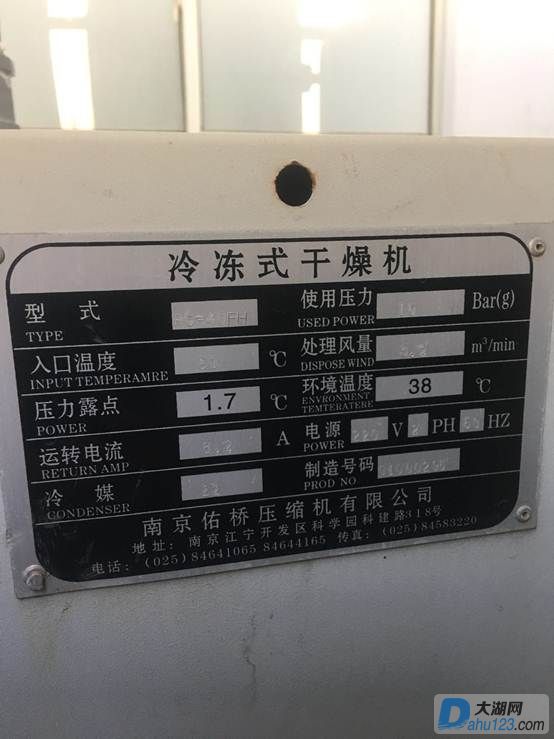 冷冻式干燥机
型 式 TYPE FH 使用压力 USED POWER Bar(g)
入口温度 INPUT TEMPERAMRE ℃ 处理风量 DISPOSE WIND m³/min
压力露点 POWER 1.7 ℃ 环境温度 ENVRONMENT TEMTERATERE 38 ℃
运转电流 RETURN AMP A 电源 POWER 220 V PH HZ
冷 媒 CONDENSER 22 制造号码 PROD NO
南京佑桥压缩机有限公司
地址: 南京江宁开发区科学园科建路318号
电话: (025)84641065 84644165 传真: (025)84583220
大湖网
Dahu123.com